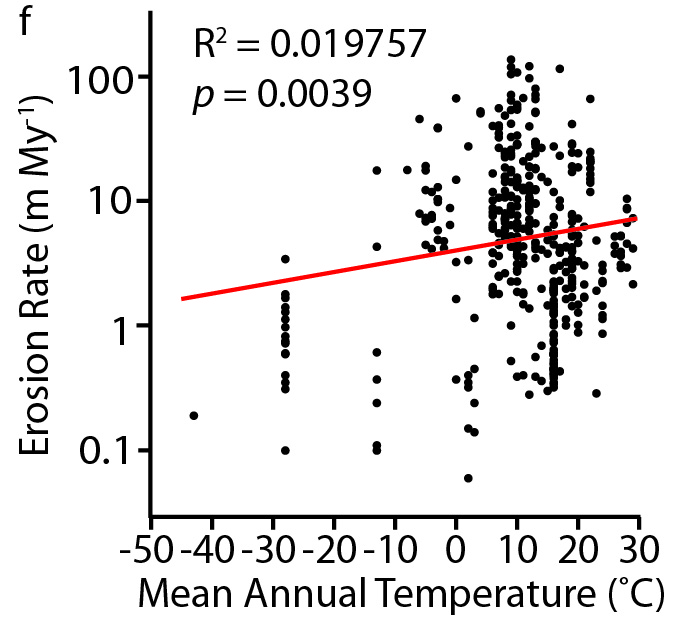 f
R² = 0.019757
p = 0.0039
Erosion Rate (m My⁻¹)
100
10
1
0.1
-50 -40 -30 -20 -10 0 10 20 30
Mean Annual Temperature (˚C)